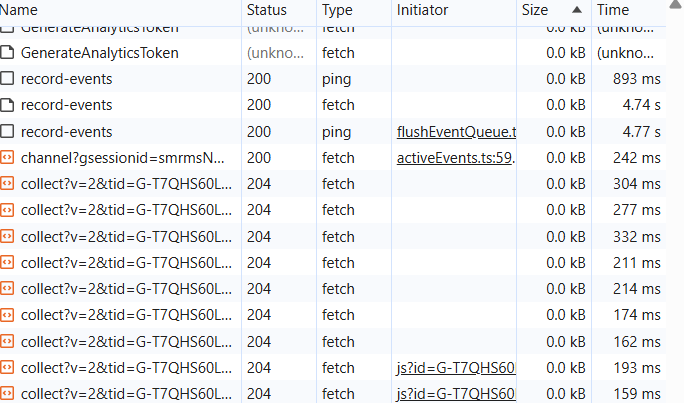 Name Status Type Initiator Size Time
GenerateAnalyticsToken (unkno... fetch 0.0 kB (unkno...
GenerateAnalyticsToken (unkno... fetch 0.0 kB (unkno...
record-events 200 ping 0.0 kB 893 ms
record-events 200 fetch 0.0 kB 4.74 s
record-events 200 ping flushEventQueue.t 0.0 kB 4.77 s
channel?gsessionid=smrmsN... 200 fetch activeEvents.ts:59. 0.0 kB 242 ms
collect?v=2&tid=G-T7QHS60L... 204 fetch 0.0 kB 304 ms
collect?v=2&tid=G-T7QHS60L... 204 fetch 0.0 kB 277 ms
collect?v=2&tid=G-T7QHS60L... 204 fetch 0.0 kB 332 ms
collect?v=2&tid=G-T7QHS60L... 204 fetch 0.0 kB 211 ms
collect?v=2&tid=G-T7QHS60L... 204 fetch 0.0 kB 214 ms
collect?v=2&tid=G-T7QHS60L... 204 fetch 0.0 kB 174 ms
collect?v=2&tid=G-T7QHS60L... 204 fetch 0.0 kB 162 ms
collect?v=2&tid=G-T7QHS60L... 204 fetch js?id=G-T7QHS60 0.0 kB 193 ms
collect?v=2&tid=G-T7QHS60L... 204 fetch js?id=G-T7QHS60 0.0 kB 159 ms